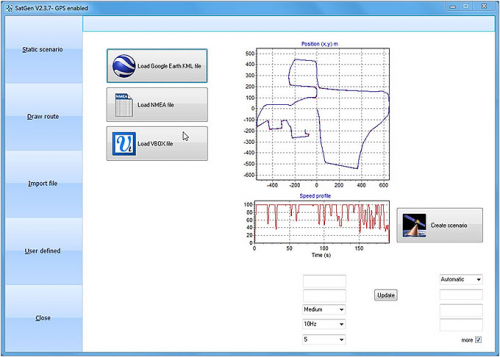 SatGen V2.3.7- GPS enabled
Static scenario
Draw route
Import file
User defined
Close
Load Google Earth KML file
NMEA
Load NMEA file
Load VBOX file
Position (x,y) m
500
400
300
200
100
0
-100
-200
-300
-400
-500
-600
-400
-200
0
200
400
600
Speed profile
100
80
60
40
20
0
0
50
100
150
Time (s)
Create scenario
Update
Automatic
Medium
10Hz
5
more